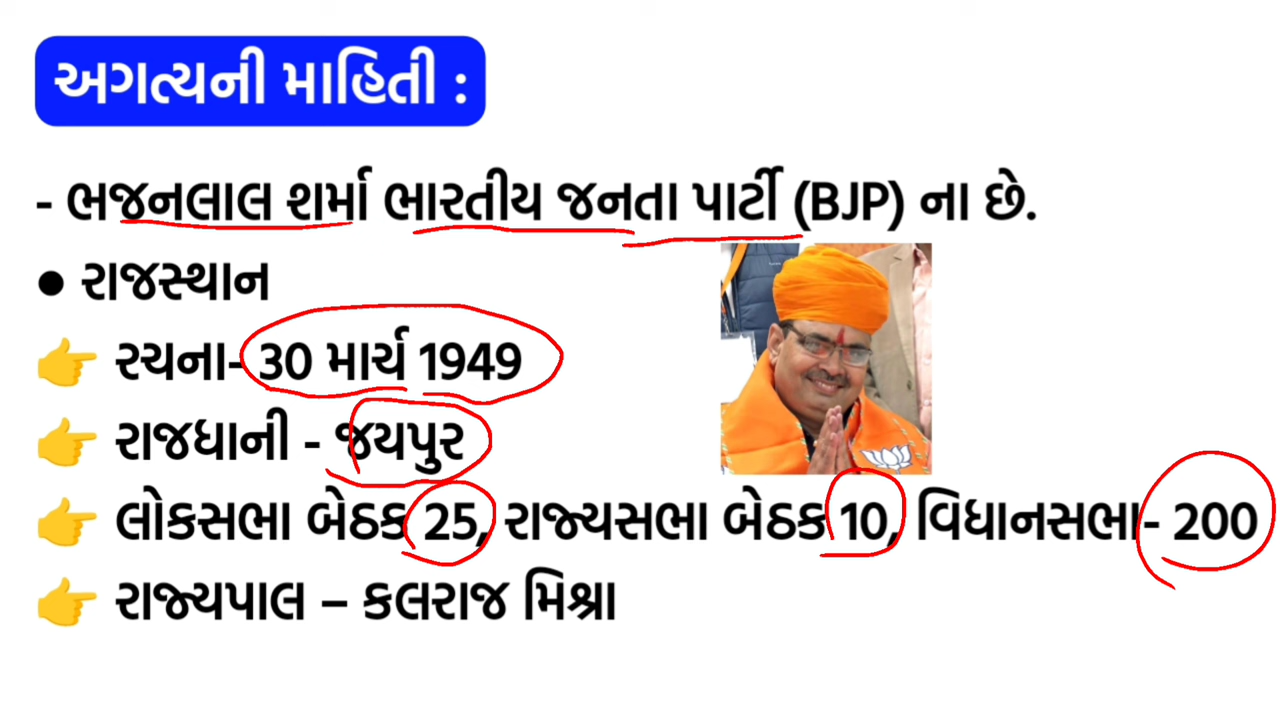 અગત્યની માહિતી :
- ભજનલાલ શર્મા ભારતીય જનતા પાર્ટી (BJP) ના છે.
● રાજસ્થાન
👉 રચના- 30 માર્ચ 1949
👉 રાજધાની - જયપુર
👉 લોકસભા બેઠક 25, રાજ્યસભા બેઠક 10, વિધાનસભા- 200
👉 રાજ્યપાલ – કલરાજ મિશ્રા